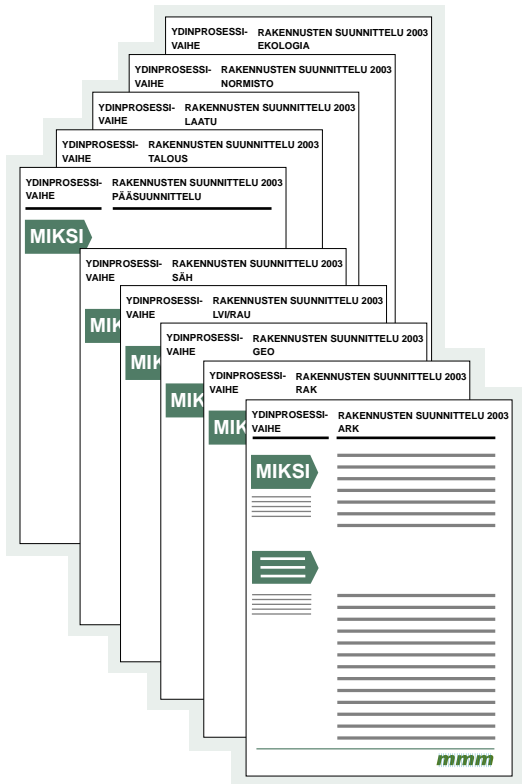 YDINPROSESSI- RAKENNUSTEN SUUNNITTELU 2003
VAIHE EKOLOGIA
YDINPROSESSI- RAKENNUSTEN SUUNNITTELU 2003
VAIHE NORMISTO
YDINPROSESSI- RAKENNUSTEN SUUNNITTELU 2003
VAIHE LAATU
YDINPROSESSI- RAKENNUSTEN SUUNNITTELU 2003
VAIHE TALOUS
YDINPROSESSI- RAKENNUSTEN SUUNNITTELU 2003
VAIHE PÄÄSUUNNITTELU
MIKSI
YDINPROSESSI- RAKENNUSTEN SUUNNITTELU 2003
VAIHE SÄH
MIK
YDINPROSESSI- RAKENNUSTEN SUUNNITTELU 2003
VAIHE LVI/RAU
MIK
YDINPROSESSI- RAKENNUSTEN SUUNNITTELU 2003
VAIHE GEO
MIK
YDINPROSESSI- RAKENNUSTEN SUUNNITTELU 2003
VAIHE RAK
MIK
YDINPROSESSI- RAKENNUSTEN SUUNNITTELU 2003
VAIHE ARK
MIKSI
mmm